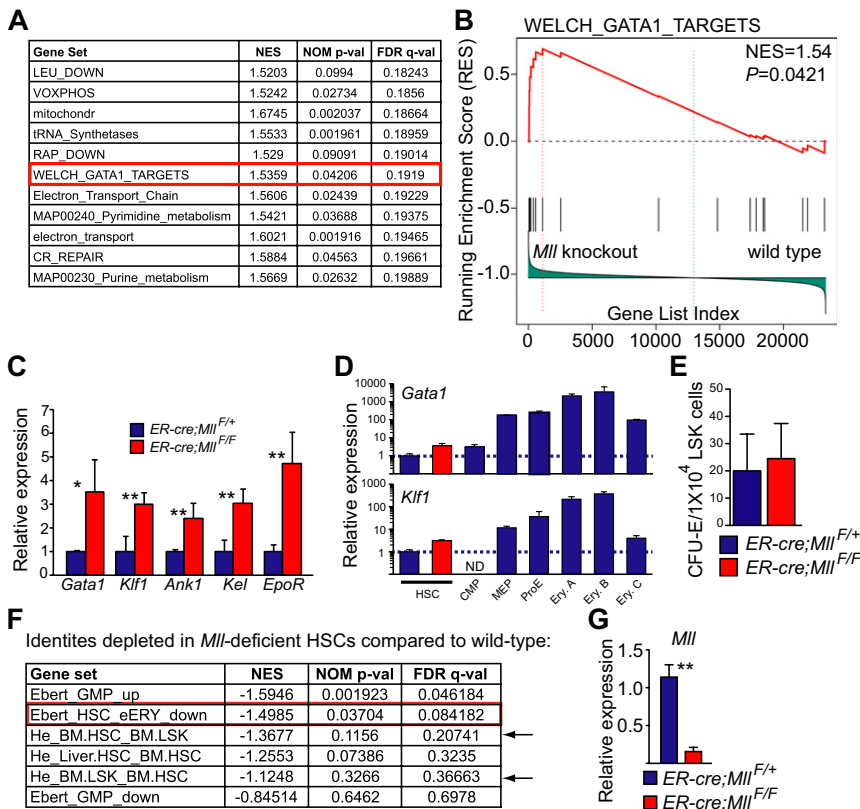 A
Gene Set NES NOM p-val FDR q-val
LEU_DOWN 1.5203 0.0994 0.18243
VOXPHOS 1.5242 0.02734 0.1856
mitochondr 1.6745 0.002037 0.18664
tRNA_Synthetases 1.5533 0.001961 0.18959
RAP_DOWN 1.529 0.09091 0.19014
WELCH_GATA1_TARGETS 1.5359 0.04206 0.1919
Electron_Transport_Chain 1.5606 0.02439 0.19229
MAP00240_Pyrimidine_metabolism 1.5421 0.03688 0.19375
electron_transport 1.6021 0.001916 0.19465
CR_REPAIR 1.5884 0.04563 0.19661
MAP00230_Purine_metabolism 1.5669 0.02632 0.19889
B
WELCH_GATA1_TARGETS
NES=1.54
P=0.0421
Running Enrichment Score (RES)
0.5
0.0
-0.5
-1.0
Mll knockout wild type
Gene List Index
0 5000 10000 15000 20000
C
Relative expression
7
6
5
4
3
2
1
0
ER-cre;Mll^F/+
ER-cre;Mll^F/F
* ** ** ** **
Gata1 Klf1 Ank1 Kel EpoR
D
Relative expression
Gata1
10000
1000
100
10
1
Klf1
1000
100
10
1
ND
HSC CMP MEP ProE Ery. A Ery. B Ery. C
E
CFU-E/1X10^4 LSK cells
50
40
30
20
10
0
ER-cre;Mll^F/+
ER-cre;Mll^F/F
F
Identites depleted in Mll-deficient HSCs compared to wild-type:
Gene set NES NOM p-val FDR q-val
Ebert_GMP_up -1.5946 0.001923 0.046184
Ebert_HSC_eERY_down -1.4985 0.03704 0.084182
He_BM.HSC_BM.LSK -1.3677 0.1156 0.20741
He_Liver.HSC_BM.HSC -1.2553 0.07386 0.3235
He_BM.LSK_BM.HSC -1.1248 0.3266 0.36663
Ebert_GMP_down -0.84514 0.6462 0.6978
G
Mll
Relative expression
1.5
1.0
0.5
**
ER-cre;Mll^F/+
ER-cre;Mll^F/F